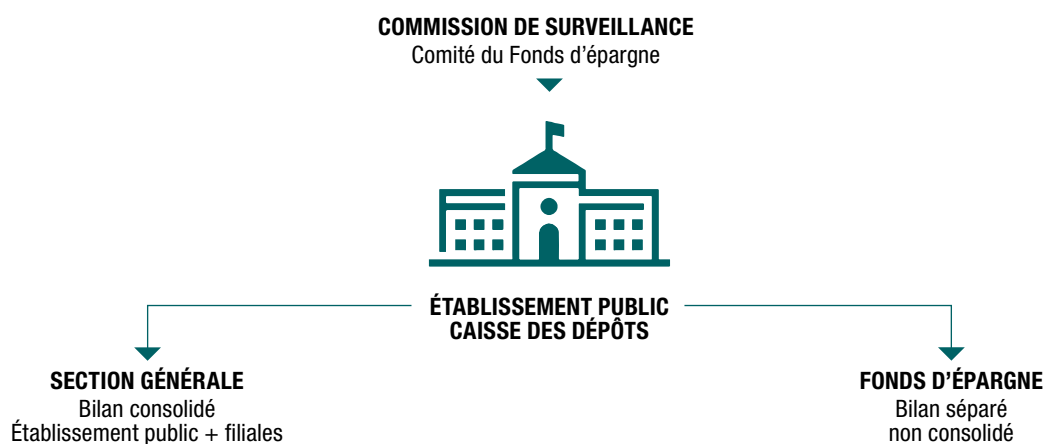 COMMISSION DE SURVEILLANCE
Comité du Fonds d'épargne
ÉTABLISSEMENT PUBLIC
CAISSE DES DÉPÔTS
SECTION GÉNÉRALE
Bilan consolidé
Établissement public + filiales
FONDS D'ÉPARGNE
Bilan séparé
non consolidé